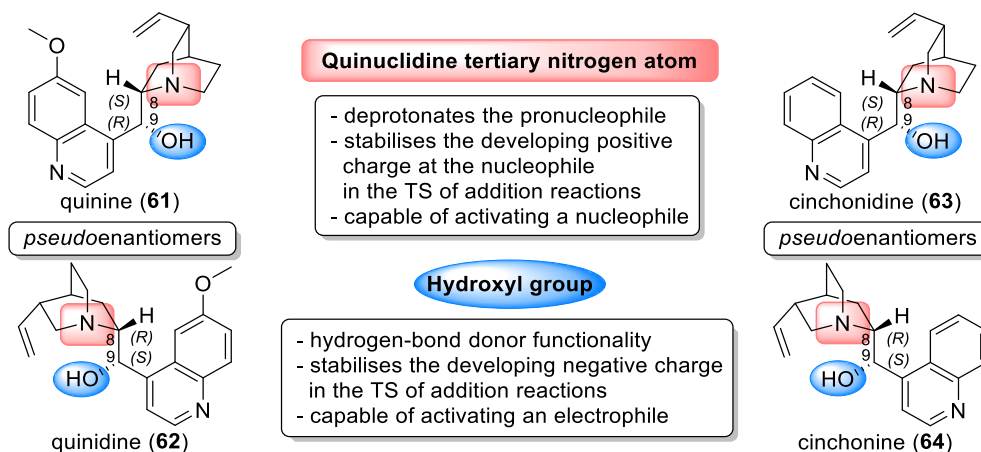 O
H
N
(S)
8
(R)
9
OH
N
quinine (61)
pseudoenantiomers
N
H
8
(R)
9
(S)
HO
O
N
quinidine (62)
Quinuclidine tertiary nitrogen atom
- deprotonates the pronucleophile
- stabilises the developing positive
charge at the nucleophile
in the TS of addition reactions
- capable of activating a nucleophile
Hydroxyl group
- hydrogen-bond donor functionality
- stabilises the developing negative charge
in the TS of addition reactions
- capable of activating an electrophile
H
N
(S)
8
(R)
9
OH
N
cinchonidine (63)
pseudoenantiomers
N
H
8
(R)
9
(S)
HO
N
cinchonine (64)